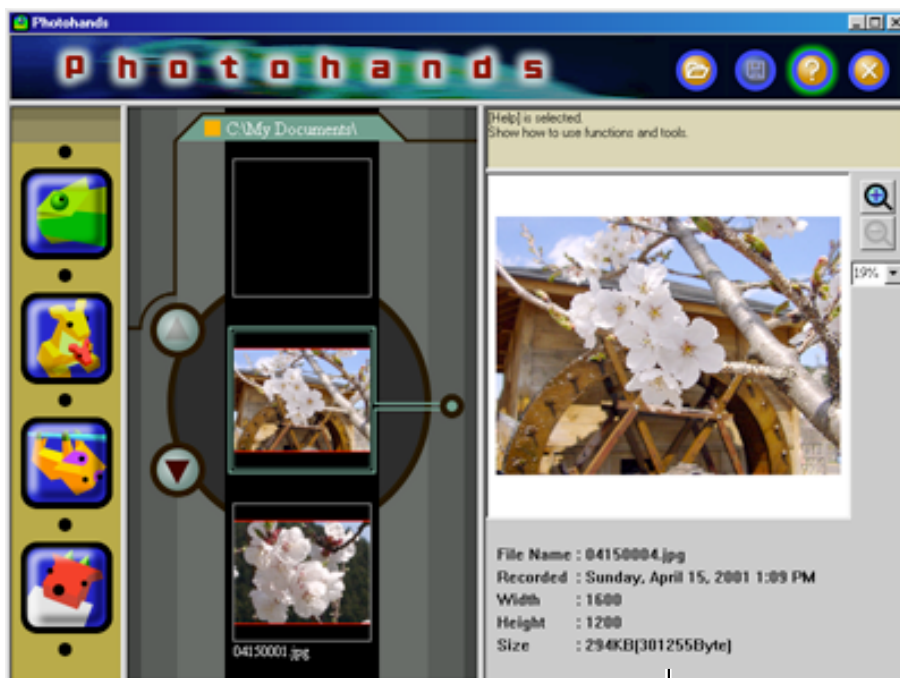 Photohands
Photohands
?
C:\My Documents\
[Help] is selected.
Show how to use functions and tools.
19%
File Name : 04150004.jpg
Recorded : Sunday, April 15, 2001 1:09 PM
Width : 1600
Height : 1200
Size : 294KB[301255Byte]
04150001.jpg